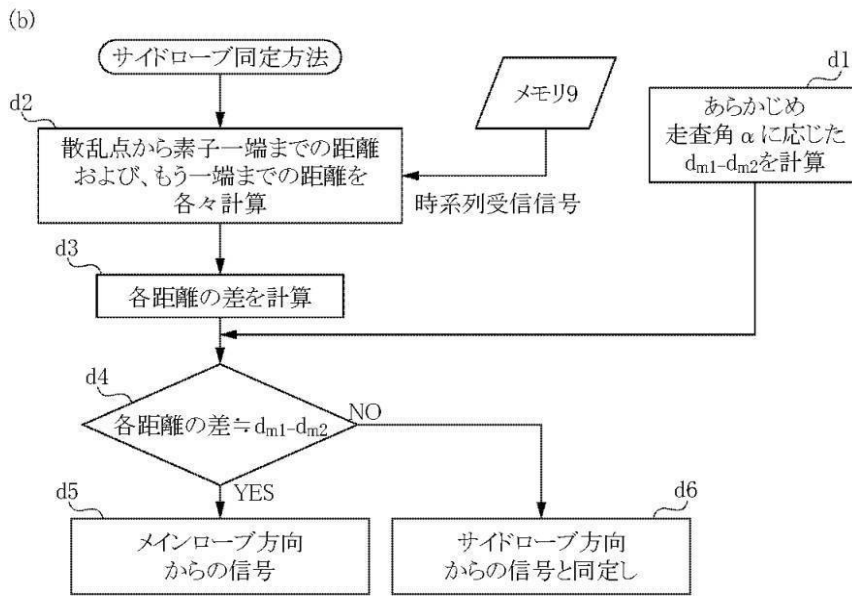 (b)
サイドローブ同定方法
メモリ9
d1
あらかじめ
走査角 α に応じた
dm1-dm2を計算
d2
散乱点から素子一端までの距離
および、もう一端までの距離を
各々計算
時系列受信信号
d3
各距離の差を計算
d4
各距離の差≒dm1-dm2
NO
YES
d5
メインローブ方向
からの信号
d6
サイドローブ方向
からの信号と同定し